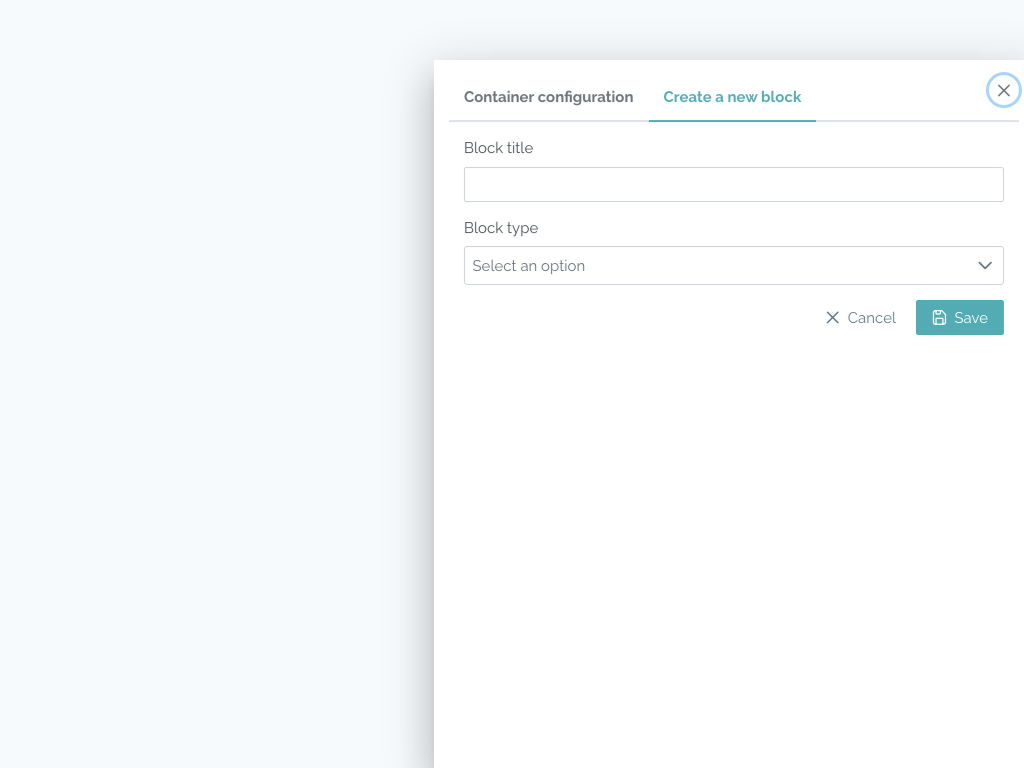 Container configuration Create a new block
Block title
Block type
Select an option
Cancel Save